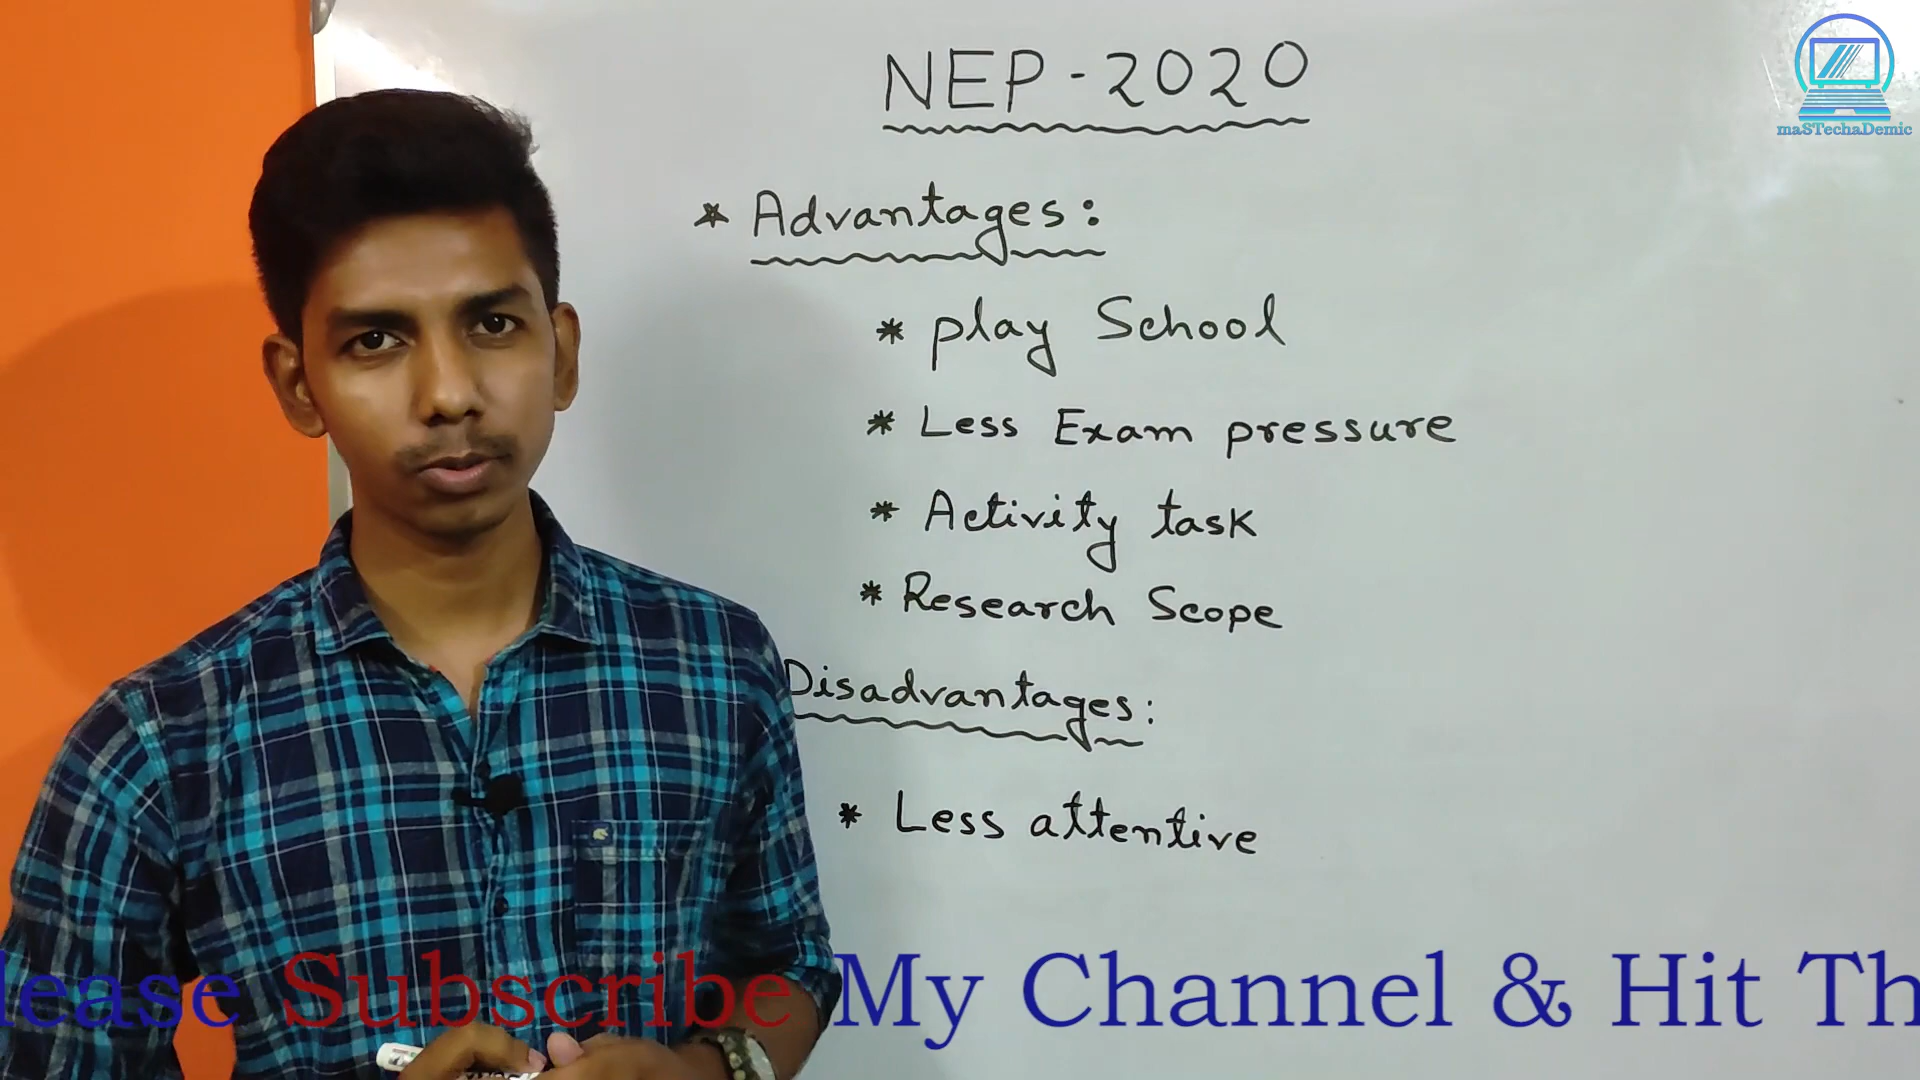 NEP-2020
maSTechaDemic
* Advantages:
* play School
* Less Exam pressure
* Activity task
* Research Scope
Disadvantages:
* Less attentive
lease Subscribe My Channel & Hit Th